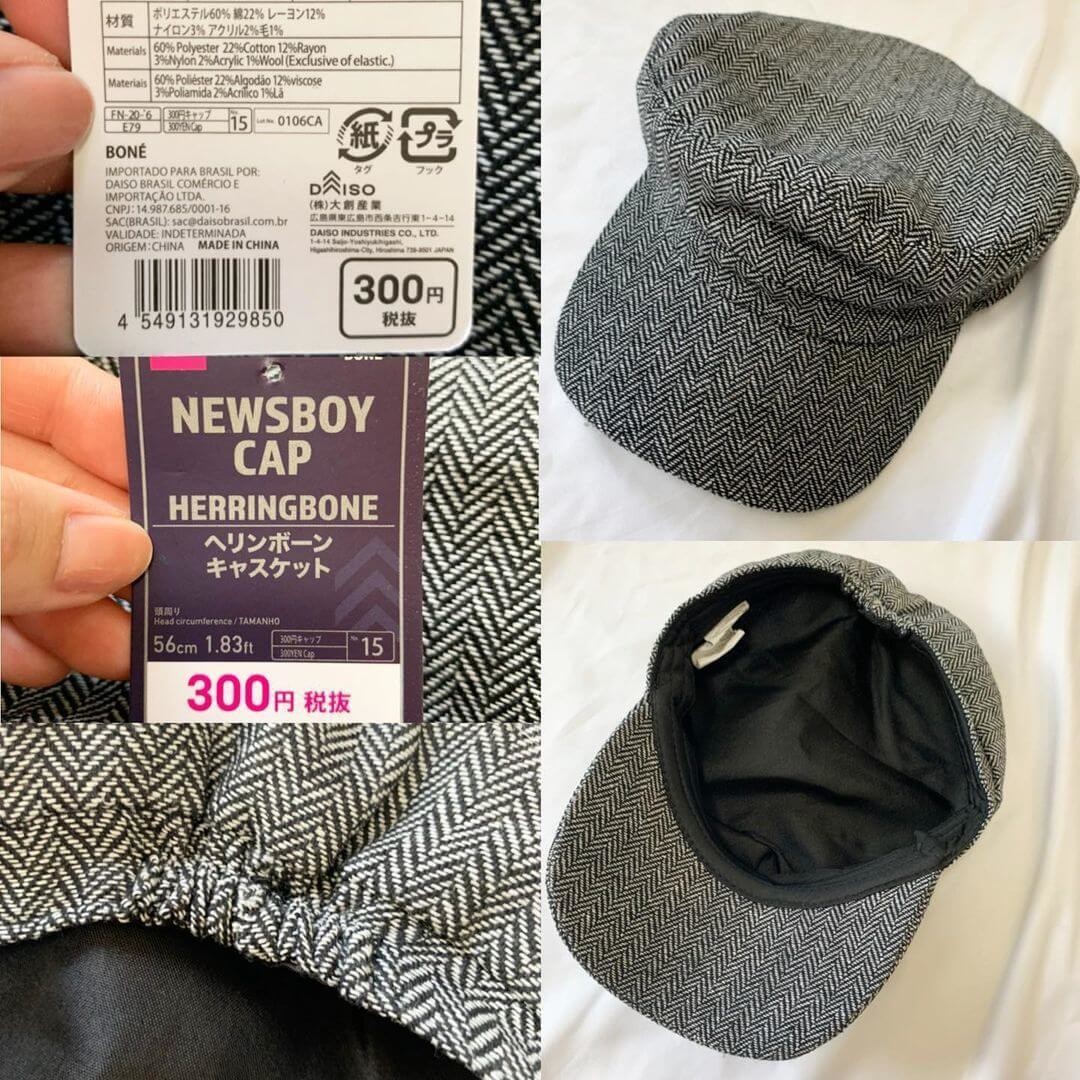 材質
ポリエステル60% 綿22% レーヨン12%
ナイロン3% アクリル2%毛1%
Materials
60%Polyester 22%Cotton 12%Rayon
3%Nylon 2%Acrylic 1%Wool(Exclusive of elastic.)
Materiais
60%Poliéster 22%Algodão 12%viscose
3%Poliamida 2%Acrílico 1%Lã
FN-20-'6
E79
300円キャップ
300YEN Cap
No. 15
Lot No. 0106CA
紙
タグ
プラ
フック
BONÉ
IMPORTADO PARA BRASIL POR:
DAISO BRASIL COMÉRCIO E
IMPORTAÇÃO LTDA.
CNPJ: 14.987.685/0001-16
SAC(BRASIL): sac@daisobrasil.com.br
VALIDADE: INDETERMINADA
ORIGEM: CHINA MADE IN CHINA
4 549131929850
DAISO
(株)大創産業
広島県東広島市西条吉行東1-4-14
DAISO INDUSTRIES CO., LTD.
1-4-14 Saijo-Yoshiyukihigashi,
Higashihiroshima-City, Hiroshima 739-8501 JAPAN
300円
税抜
BONÉ
NEWSBOY
CAP
HERRINGBONE
ヘリンボーン
キャスケット
頭周り
Head circumference / TAMANHO
56cm 1.83ft
300円キャップ
300YEN Cap
No. 15
300円 税抜